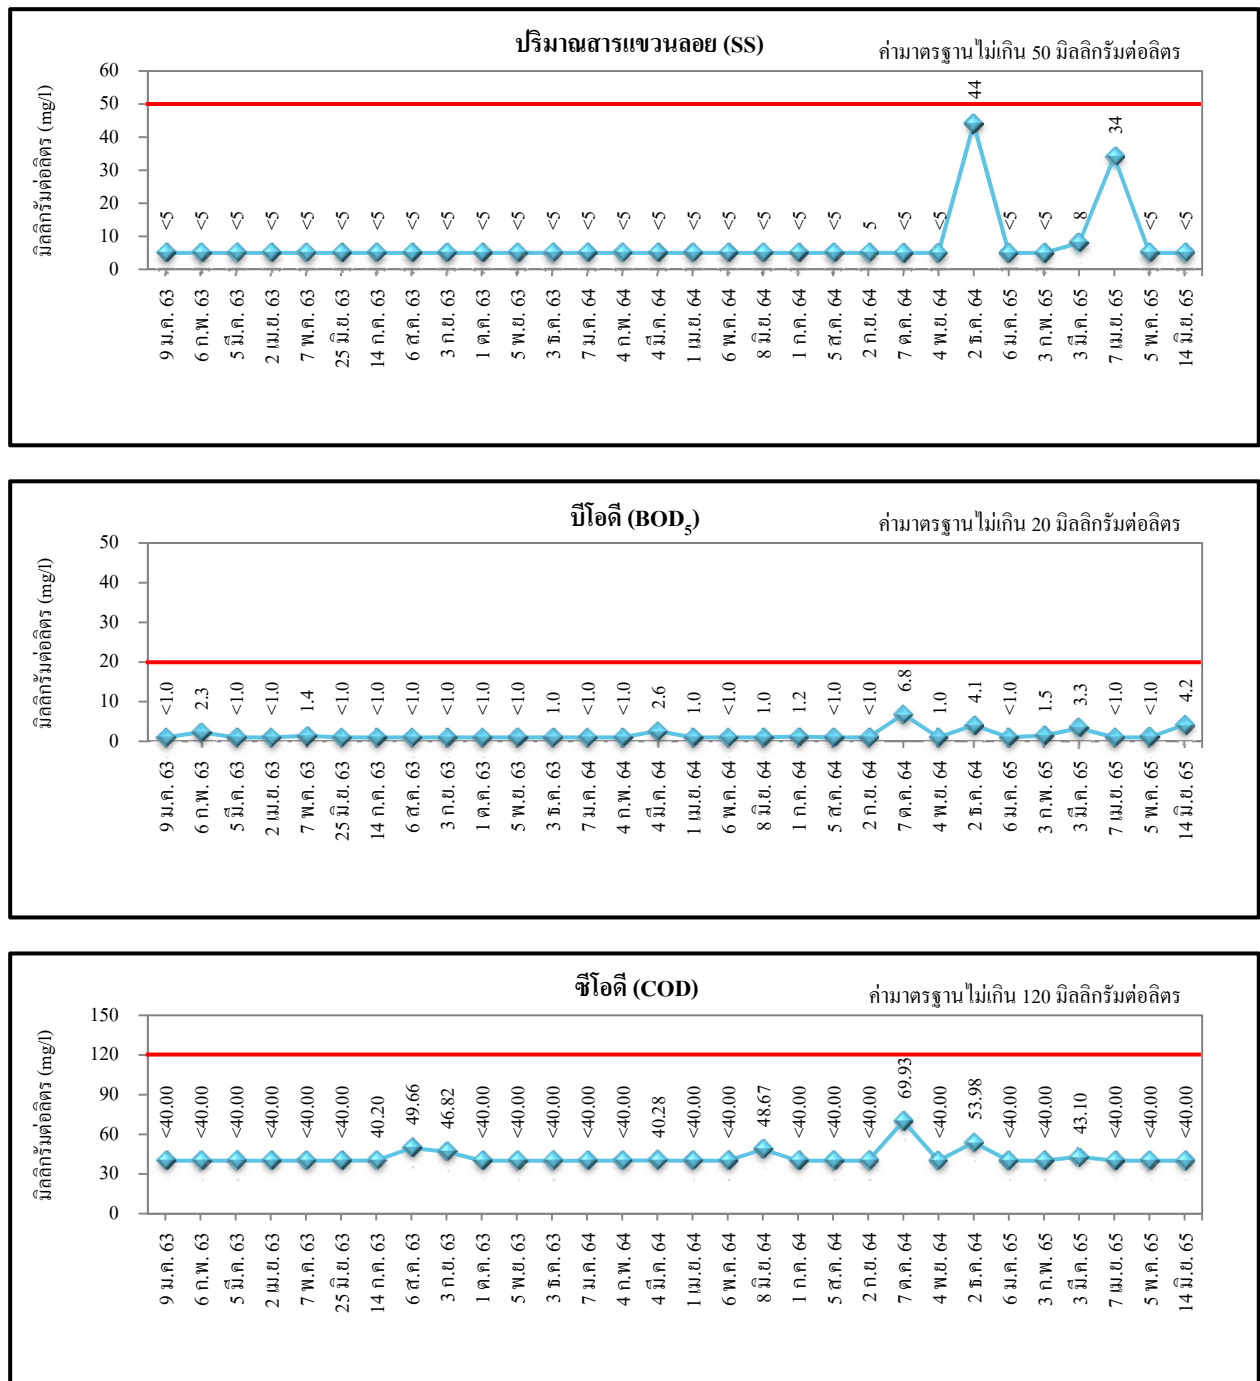 ปริมาณสารแขวนลอย (SS)
ค่ามาตรฐานไม่เกิน 50 มิลลิกรัมต่อลิตร
มิลลิกรัมต่อลิตร (mg/l)
60
50
40
30
20
10
0
<5 <5 <5 <5 <5 <5 <5 <5 <5 <5 <5 <5 <5 <5 <5 <5 <5 <5 <5 <5 5 <5 <5 44 <5 <5 8 34 <5 <5
9 ม.ค. 63 6 ก.พ. 63 5 มี.ค. 63 2 เม.ย. 63 7 พ.ค. 63 25 มิ.ย. 63 14 ก.ค. 63 6 ส.ค. 63 3 ก.ย. 63 1 ต.ค. 63 5 พ.ย. 63 3 ธ.ค. 63 7 ม.ค. 64 4 ก.พ. 64 4 มี.ค. 64 1 เม.ย. 64 6 พ.ค. 64 8 มิ.ย. 64 1 ก.ค. 64 5 ส.ค. 64 2 ก.ย. 64 7 ต.ค. 64 4 พ.ย. 64 2 ธ.ค. 64 6 ม.ค. 65 3 ก.พ. 65 3 มี.ค. 65 7 เม.ย. 65 5 พ.ค. 65 14 มิ.ย. 65
บีโอดี (BOD5)
ค่ามาตรฐานไม่เกิน 20 มิลลิกรัมต่อลิตร
มิลลิกรัมต่อลิตร (mg/l)
50
40
30
20
10
0
<1.0 2.3 <1.0 <1.0 1.4 <1.0 <1.0 <1.0 <1.0 <1.0 <1.0 1.0 <1.0 <1.0 2.6 1.0 <1.0 1.0 1.2 <1.0 <1.0 6.8 1.0 4.1 <1.0 1.5 3.3 <1.0 <1.0 4.2
9 ม.ค. 63 6 ก.พ. 63 5 มี.ค. 63 2 เม.ย. 63 7 พ.ค. 63 25 มิ.ย. 63 14 ก.ค. 63 6 ส.ค. 63 3 ก.ย. 63 1 ต.ค. 63 5 พ.ย. 63 3 ธ.ค. 63 7 ม.ค. 64 4 ก.พ. 64 4 มี.ค. 64 1 เม.ย. 64 6 พ.ค. 64 8 มิ.ย. 64 1 ก.ค. 64 5 ส.ค. 64 2 ก.ย. 64 7 ต.ค. 64 4 พ.ย. 64 2 ธ.ค. 64 6 ม.ค. 65 3 ก.พ. 65 3 มี.ค. 65 7 เม.ย. 65 5 พ.ค. 65 14 มิ.ย. 65
ซีโอดี (COD)
ค่ามาตรฐานไม่เกิน 120 มิลลิกรัมต่อลิตร
มิลลิกรัมต่อลิตร (mg/l)
150
120
90
60
30
0
<40.00 <40.00 <40.00 <40.00 <40.00 <40.00 40.20 49.66 46.82 <40.00 <40.00 <40.00 <40.00 <40.00 40.28 <40.00 <40.00 48.67 <40.00 <40.00 <40.00 69.93 <40.00 53.98 <40.00 <40.00 43.10 <40.00 <40.00 <40.00
9 ม.ค. 63 6 ก.พ. 63 5 มี.ค. 63 2 เม.ย. 63 7 พ.ค. 63 25 มิ.ย. 63 14 ก.ค. 63 6 ส.ค. 63 3 ก.ย. 63 1 ต.ค. 63 5 พ.ย. 63 3 ธ.ค. 63 7 ม.ค. 64 4 ก.พ. 64 4 มี.ค. 64 1 เม.ย. 64 6 พ.ค. 64 8 มิ.ย. 64 1 ก.ค. 64 5 ส.ค. 64 2 ก.ย. 64 7 ต.ค. 64 4 พ.ย. 64 2 ธ.ค. 64 6 ม.ค. 65 3 ก.พ. 65 3 มี.ค. 65 7 เม.ย. 65 5 พ.ค. 65 14 มิ.ย. 65